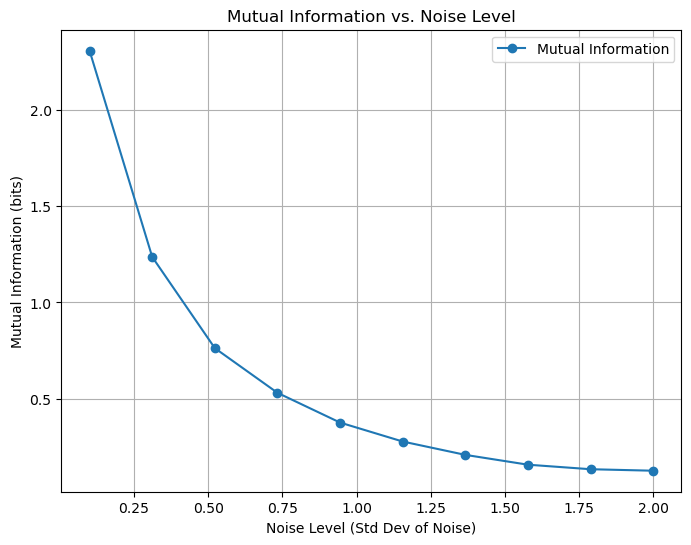 Mutual Information vs. Noise Level
Mutual Information
Mutual Information (bits)
2.0
1.5
1.0
0.5
0.25 0.50 0.75 1.00 1.25 1.50 1.75 2.00
Noise Level (Std Dev of Noise)